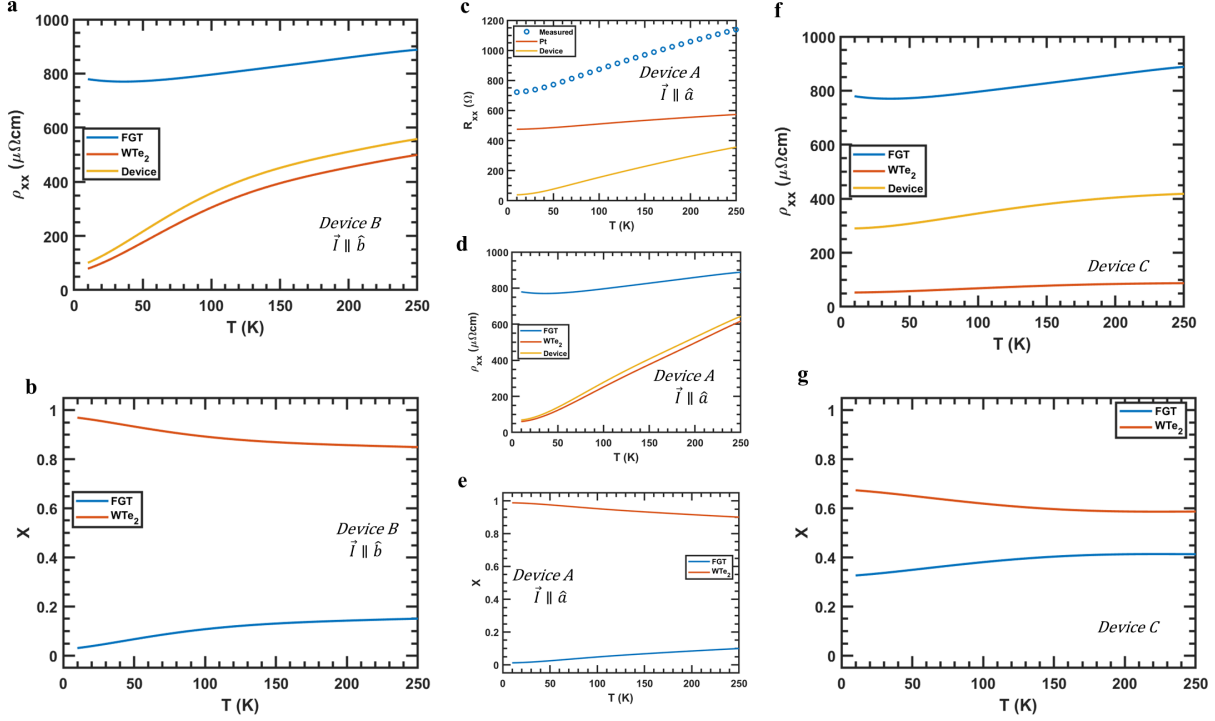 a
1000
800
600
400
200
0
ρxx (μΩcm)
FGT
WTe2
Device
Device B
I⃗ ∥ b̂
0 50 100 150 200 250
T (K)
b
1
0.8
0.6
0.4
0.2
0
X
FGT
WTe2
Device B
I⃗ ∥ b̂
0 50 100 150 200 250
T (K)
c
1200
1000
800
600
400
200
0
Rxx (Ω)
Measured
Pt
Device
Device A
I⃗ ∥ â
0 50 100 150 200 250
T (K)
d
1000
800
600
400
200
0
ρxx (μΩcm)
FGT
WTe2
Device
Device A
I⃗ ∥ â
0 50 100 150 200 250
T (K)
e
1
0.8
0.6
0.4
0.2
0
X
FGT
WTe2
Device A
I⃗ ∥ â
0 50 100 150 200 250
T (K)
f
1000
800
600
400
200
0
ρxx (μΩcm)
FGT
WTe2
Device
Device C
0 50 100 150 200 250
T (K)
g
1
0.8
0.6
0.4
0.2
0
X
FGT
WTe2
Device C
0 50 100 150 200 250
T (K)